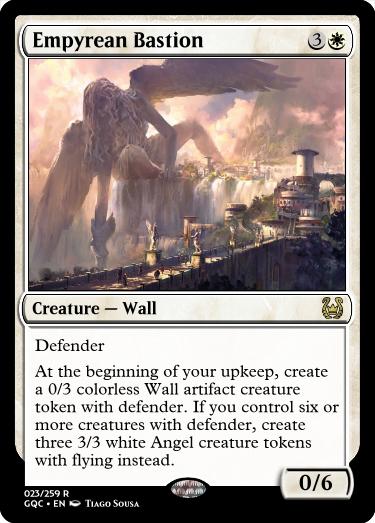 Empyrean Bastion 3
Creature — Wall
Defender
At the beginning of your upkeep, create
a 0/3 colorless Wall artifact creature
token with defender. If you control six or
more creatures with defender, create
three 3/3 white Angel creature tokens
with flying instead.
0/6
023/259 R
GQC • EN Tiago Sousa